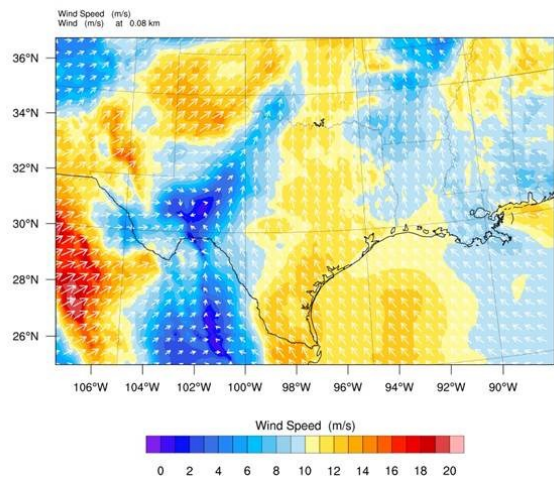 Wind Speed (m/s)
Wind (m/s) at 0.08 km
36°N
34°N
32°N
30°N
28°N
26°N
106°W 104°W 102°W 100°W 98°W 96°W 94°W 92°W 90°W
Wind Speed (m/s)
0 2 4 6 8 10 12 14 16 18 20